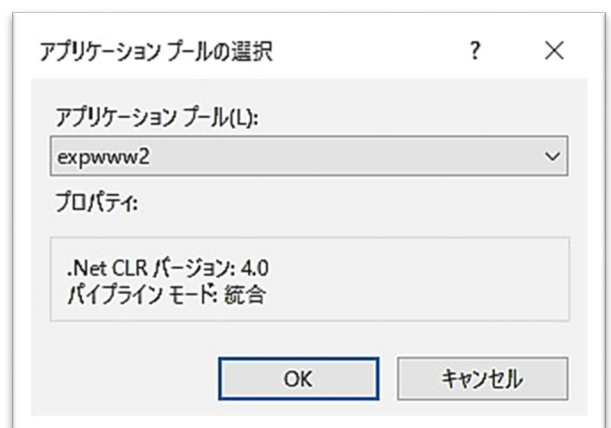 アプリケーション プールの選択
?
×
アプリケーション プール(L):
expwww2
プロパティ:
.Net CLR バージョン: 4.0
パイプライン モード: 統合
OK
キャンセル